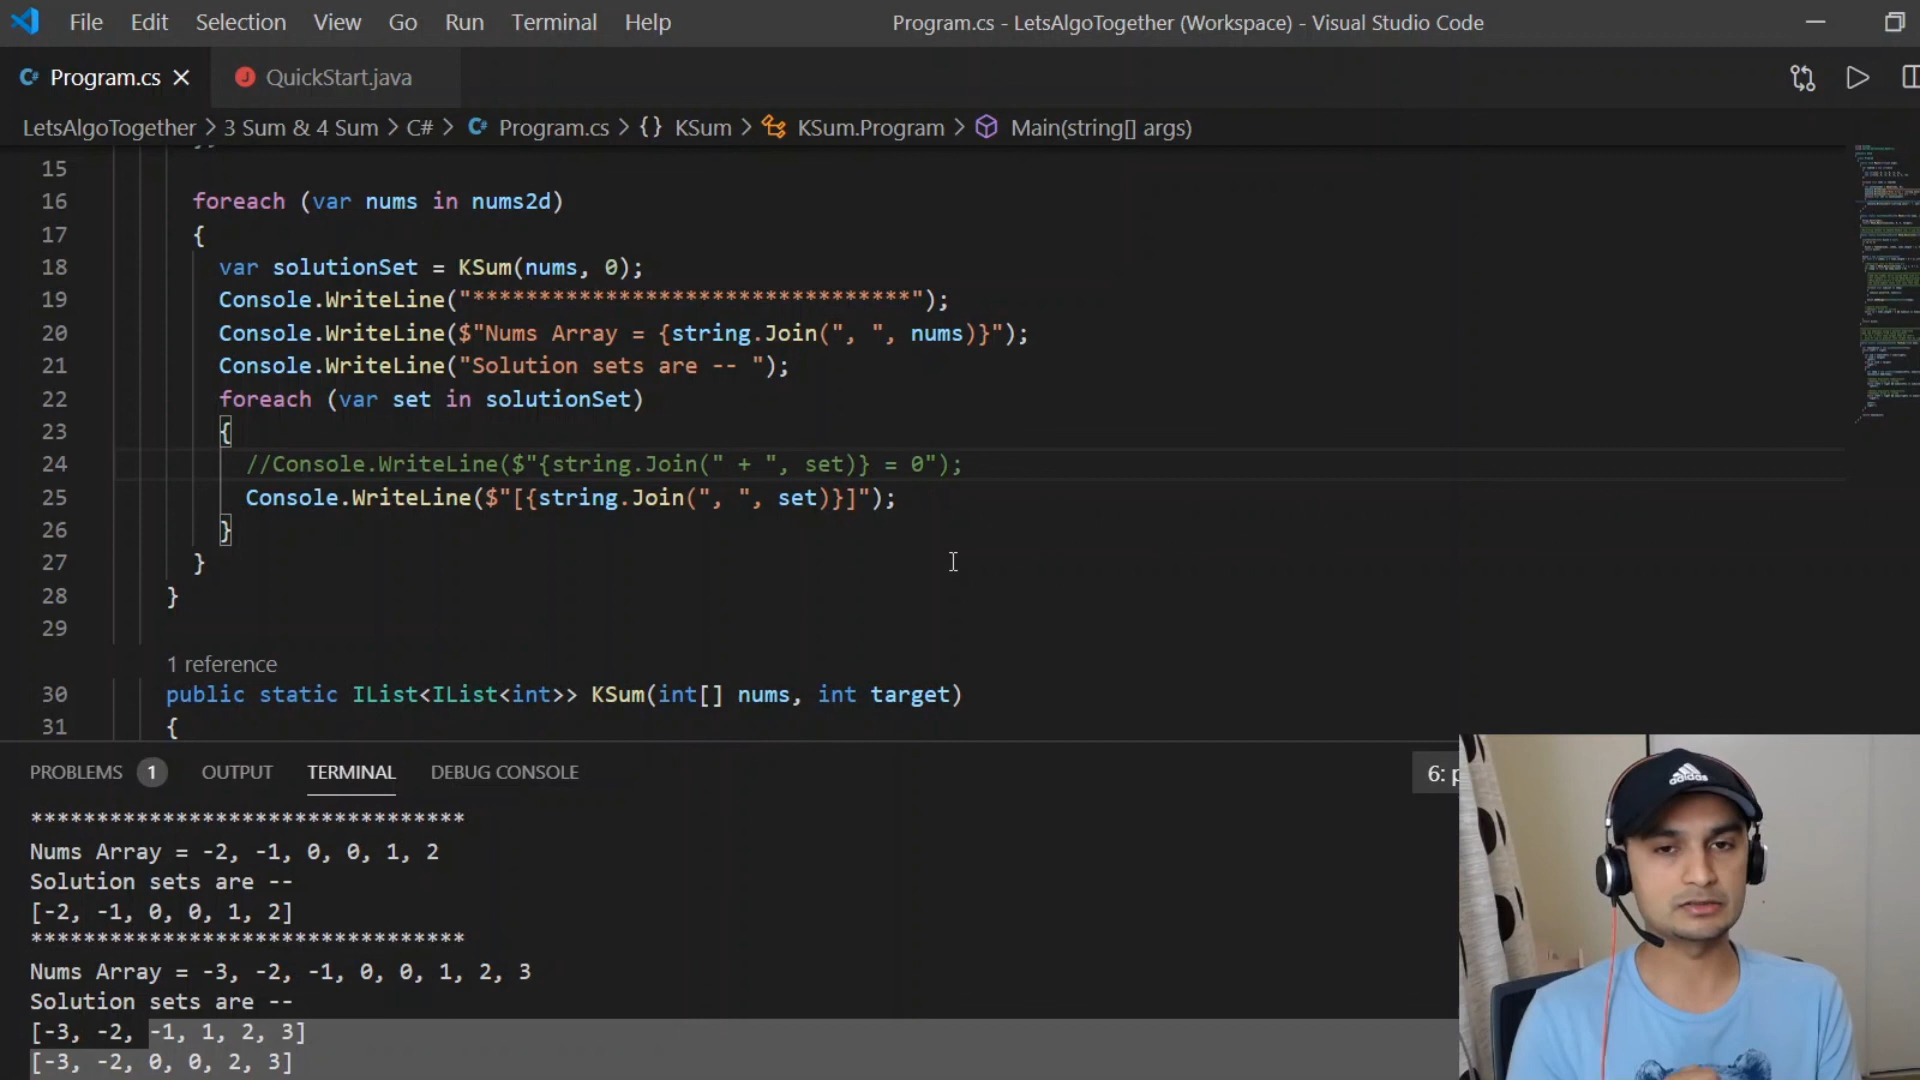 File Edit Selection View Go Run Terminal Help Program.cs - LetsAlgoTogether (Workspace) - Visual Studio Code
Program.cs QuickStart.java
LetsAlgoTogether > 3 Sum & 4 Sum > C# > Program.cs > {} KSum > KSum.Program > Main(string[] args)
15
16 foreach (var nums in nums2d)
17 {
18 var solutionSet = KSum(nums, 0);
19 Console.WriteLine("*********************************");
20 Console.WriteLine($"Nums Array = {string.Join(", ", nums)}");
21 Console.WriteLine("Solution sets are -- ");
22 foreach (var set in solutionSet)
23 {
24 //Console.WriteLine($"{string.Join(" + ", set)} = 0");
25 Console.WriteLine($"[{string.Join(", ", set)}]");
26 }
27 }
28 }
29
1 reference
30 public static IList<IList<int>> KSum(int[] nums, int target)
31 {
PROBLEMS 1 OUTPUT TERMINAL DEBUG CONSOLE 6: p
*********************************
Nums Array = -2, -1, 0, 0, 1, 2
Solution sets are --
[-2, -1, 0, 0, 1, 2]
*********************************
Nums Array = -3, -2, -1, 0, 0, 1, 2, 3
Solution sets are --
[-3, -2, -1, 1, 2, 3]
[-3, -2, 0, 0, 2, 3]
adidas